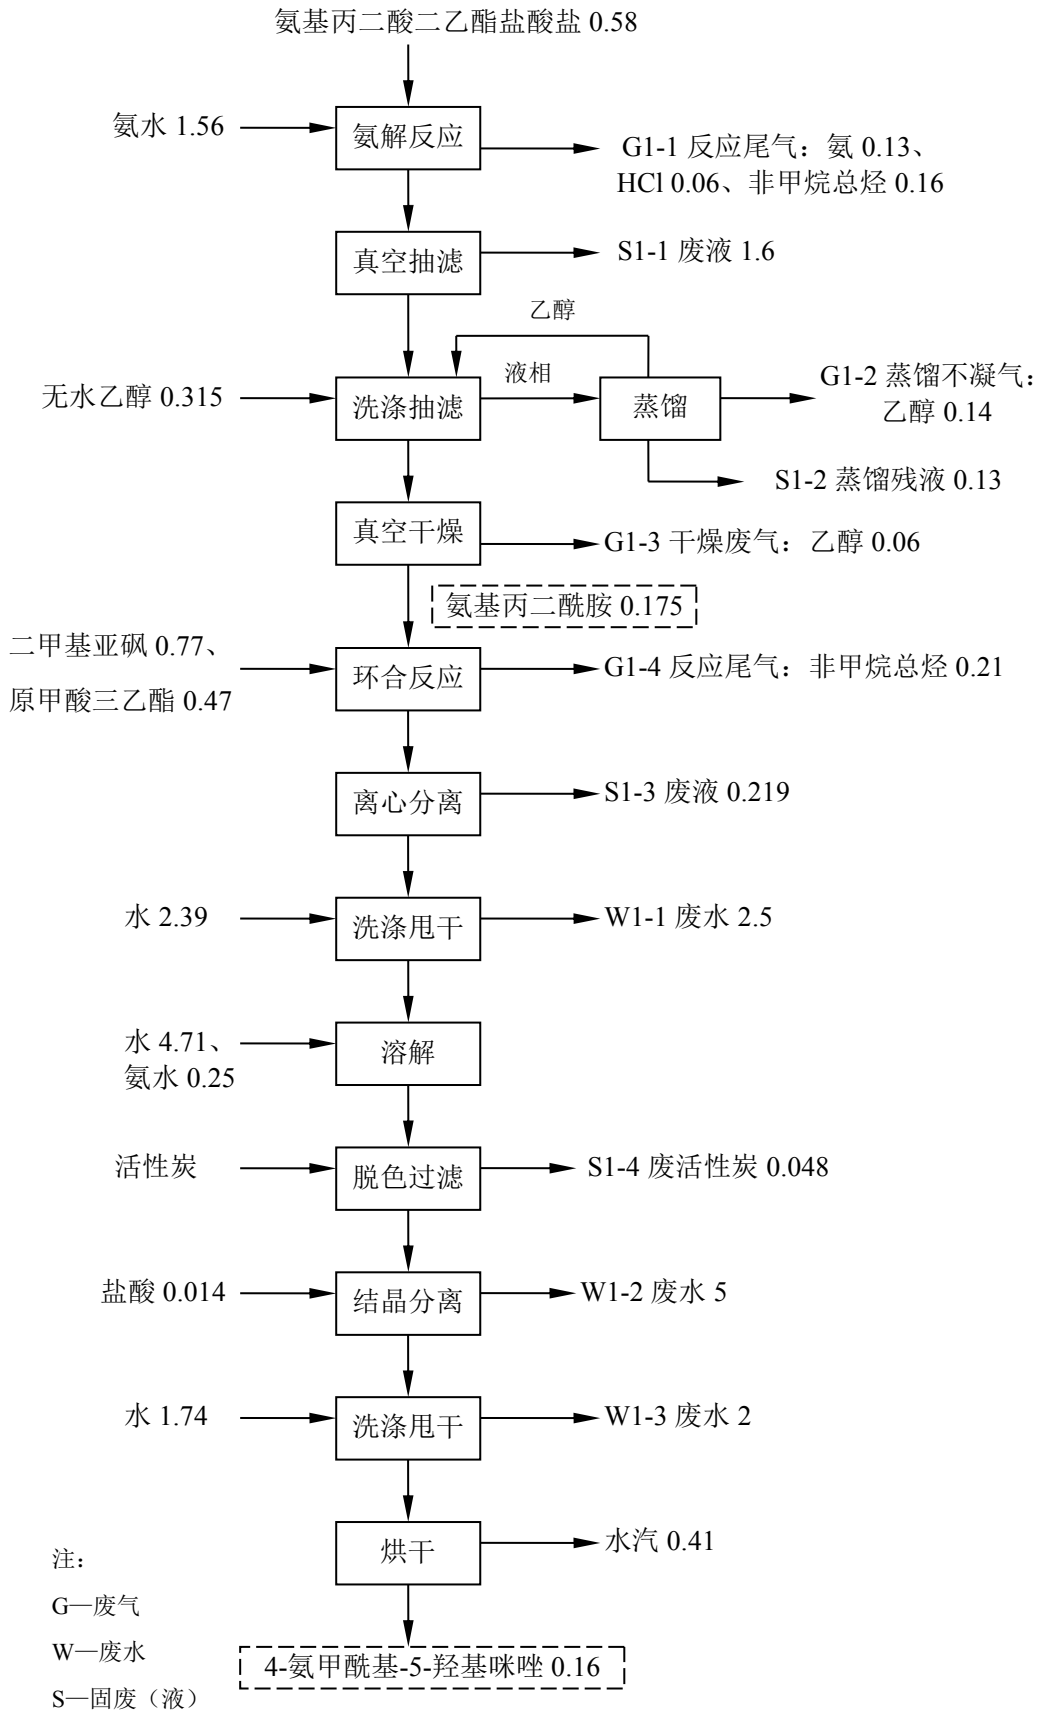 氨基丙二酸二乙酯盐酸盐 0.58
氨水 1.56
氨解反应
G1-1 反应尾气：氨 0.13、
HCl 0.06、非甲烷总烃 0.16
真空抽滤
S1-1 废液 1.6
乙醇
无水乙醇 0.315
洗涤抽滤
液相
蒸馏
G1-2 蒸馏不凝气：
乙醇 0.14
S1-2 蒸馏残液 0.13
真空干燥
G1-3 干燥废气：乙醇 0.06
氨基丙二酰胺 0.175
二甲基亚砜 0.77、
原甲酸三乙酯 0.47
环合反应
G1-4 反应尾气：非甲烷总烃 0.21
离心分离
S1-3 废液 0.219
水 2.39
洗涤甩干
W1-1 废水 2.5
水 4.71、
氨水 0.25
溶解
活性炭
脱色过滤
S1-4 废活性炭 0.048
盐酸 0.014
结晶分离
W1-2 废水 5
水 1.74
洗涤甩干
W1-3 废水 2
烘干
水汽 0.41
4-氨甲酰基-5-羟基咪唑 0.16
注：
G—废气
W—废水
S—固废（液）